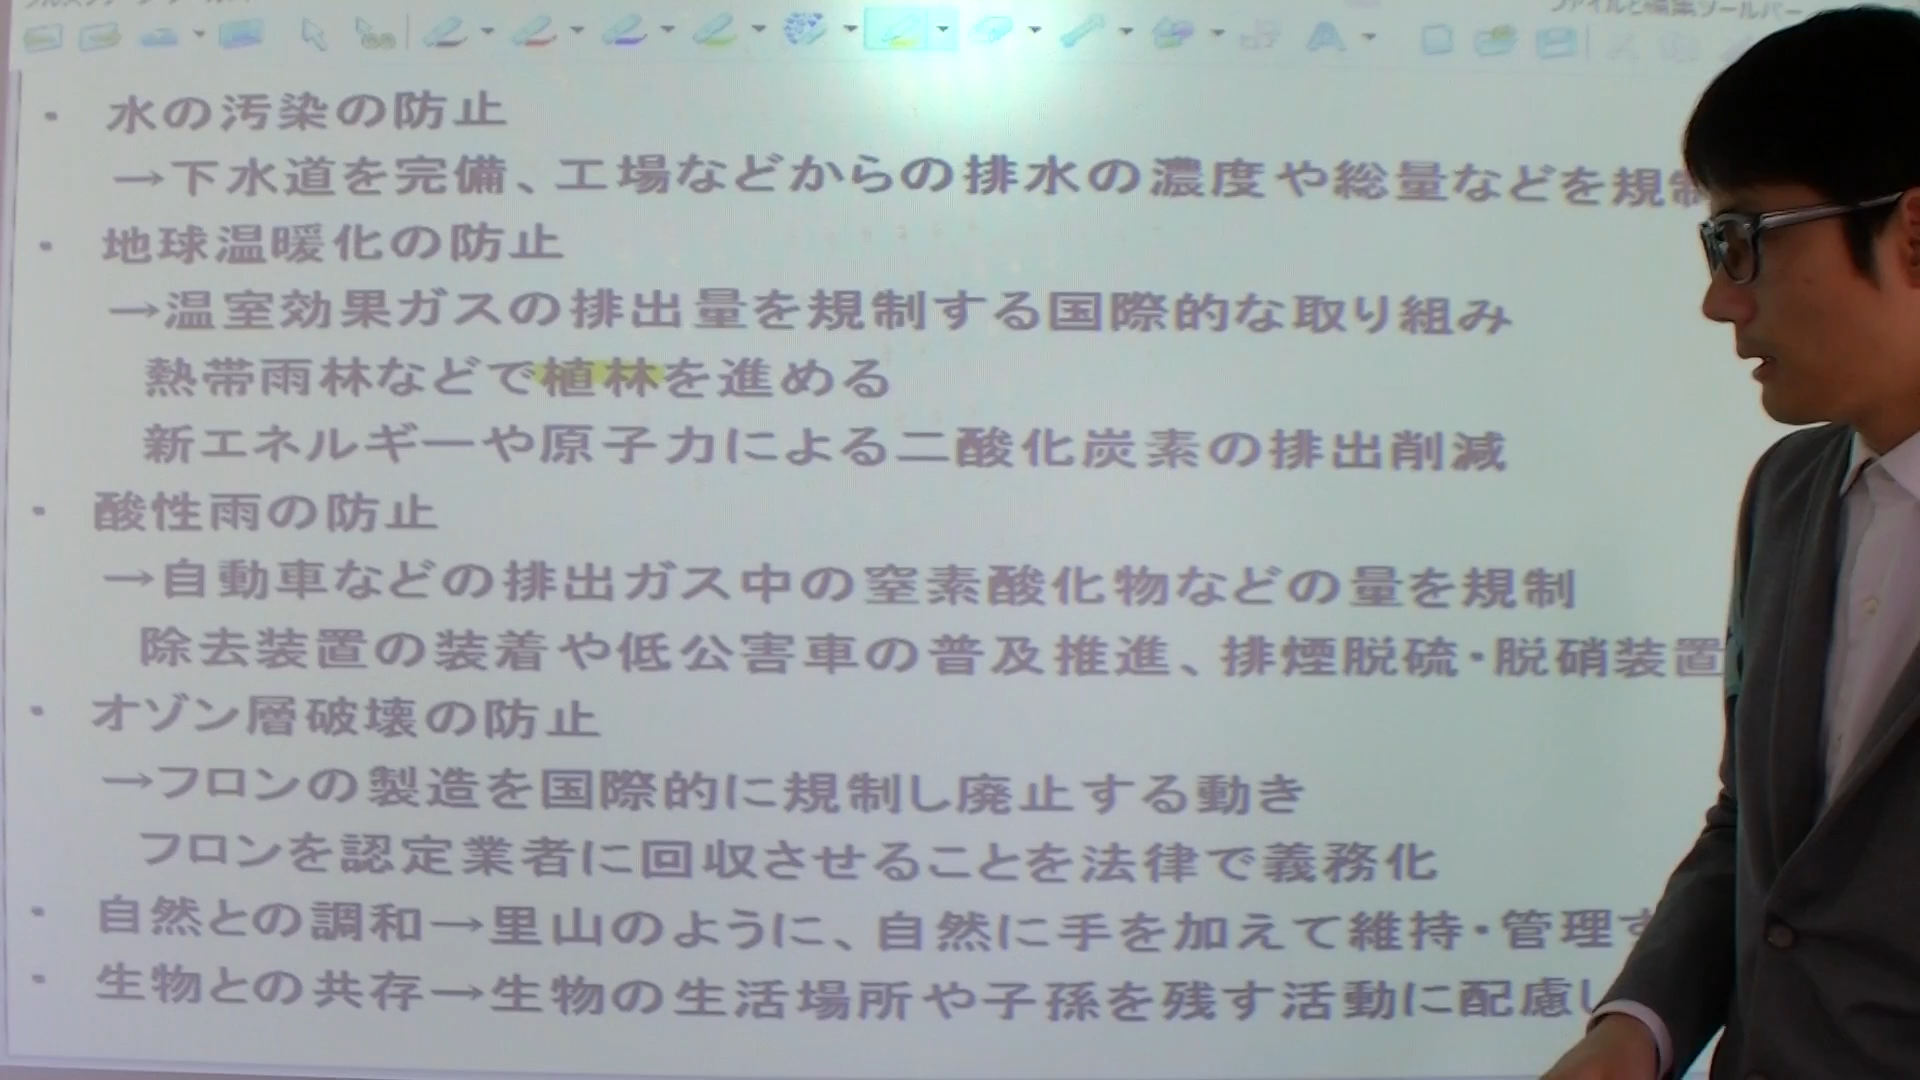 ファイルと編集ツールバー
・ 水の汚染の防止
→下水道を完備、工場などからの排水の濃度や総量などを規制
・ 地球温暖化の防止
→温室効果ガスの排出量を規制する国際的な取り組み
熱帯雨林などで植林を進める
新エネルギーや原子力による二酸化炭素の排出削減
・ 酸性雨の防止
→自動車などの排出ガス中の窒素酸化物などの量を規制
除去装置の装着や低公害車の普及推進、排煙脱硫・脱硝装置
・ オゾン層破壊の防止
→フロンの製造を国際的に規制し廃止する動き
フロンを認定業者に回収させることを法律で義務化
・ 自然との調和→里山のように、自然に手を加えて維持・管理す
・ 生物との共存→生物の生活場所や子孫を残す活動に配慮し